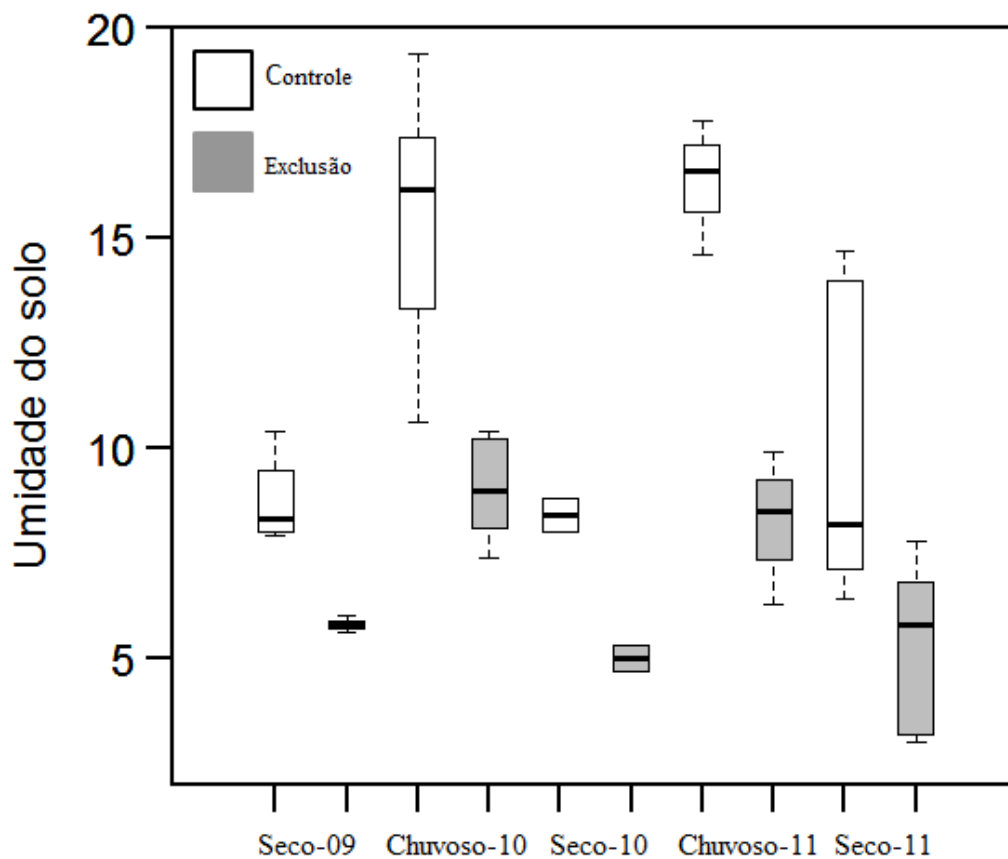 20
Controle
Exclusão
15
10
5
Umidade do solo
Seco-09 Chuvoso-10 Seco-10 Chuvoso-11 Seco-11